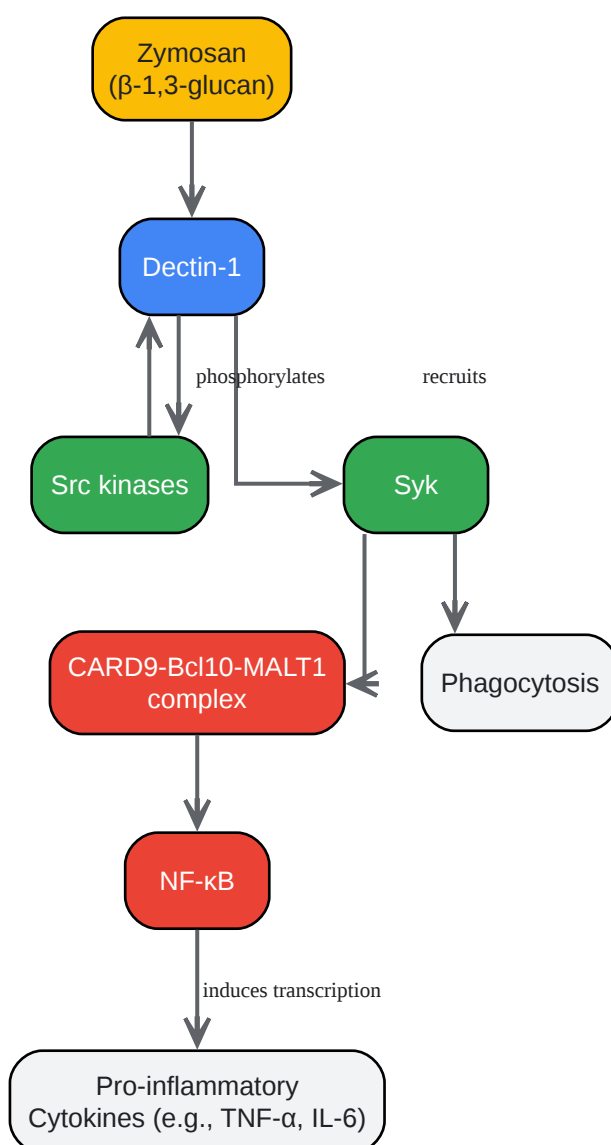 Zymosan
(β-1,3-glucan)
Dectin-1
phosphorylates
recruits
Src kinases
Syk
CARD9-Bcl10-MALT1
complex
Phagocytosis
NF-κB
induces transcription
Pro-inflammatory
Cytokines (e.g., TNF-α, IL-6)